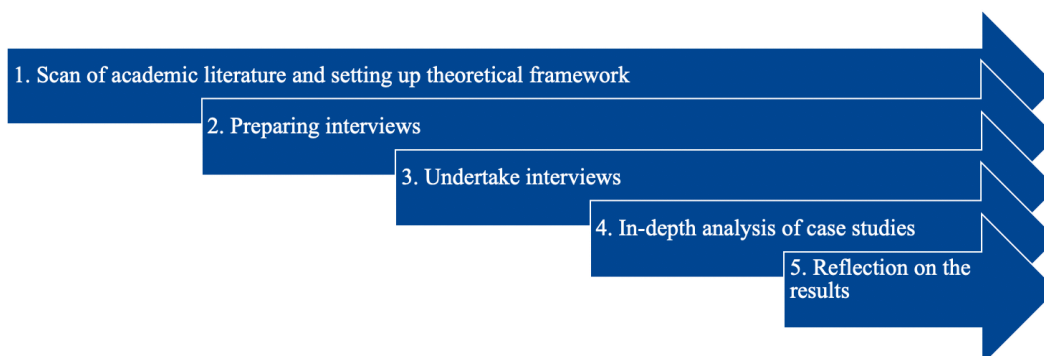 1. Scan of academic literature and setting up theoretical framework
2. Preparing interviews
3. Undertake interviews
4. In-depth analysis of case studies
5. Reflection on the
results